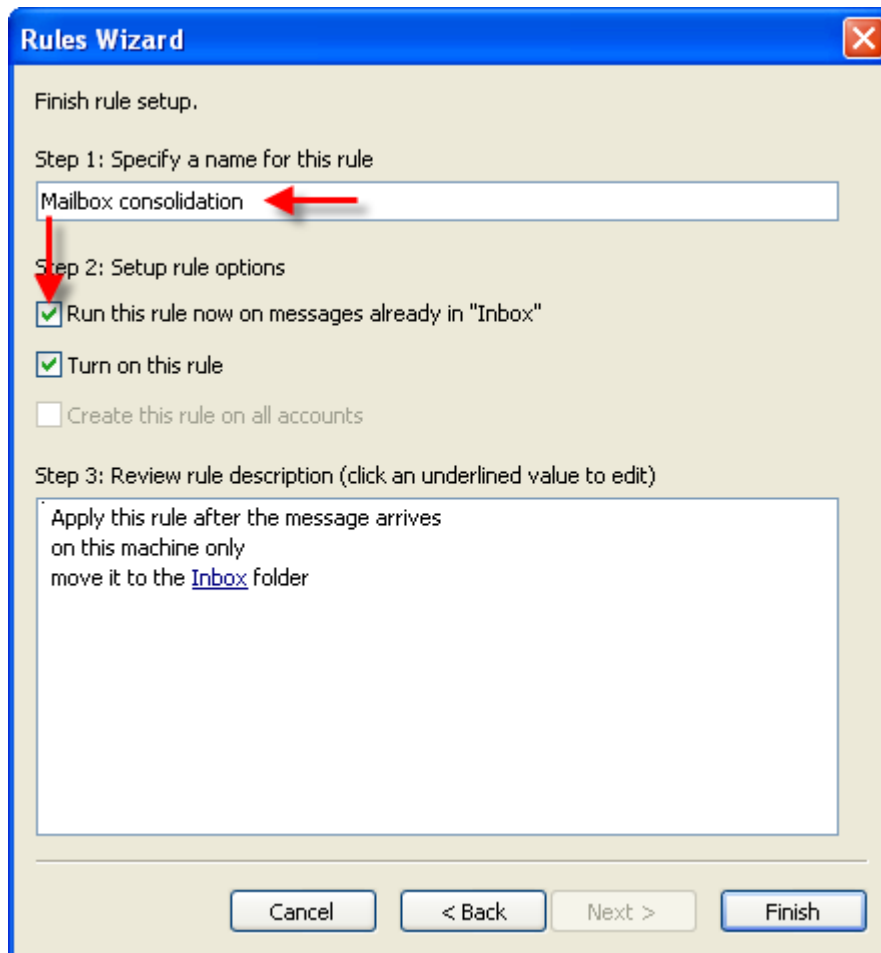 Rules Wizard
Finish rule setup.
Step 1: Specify a name for this rule
Mailbox consolidation
Step 2: Setup rule options
Run this rule now on messages already in "Inbox"
Turn on this rule
Create this rule on all accounts
Step 3: Review rule description (click an underlined value to edit)
Apply this rule after the message arrives
on this machine only
move it to the Inbox folder
Cancel < Back Next > Finish